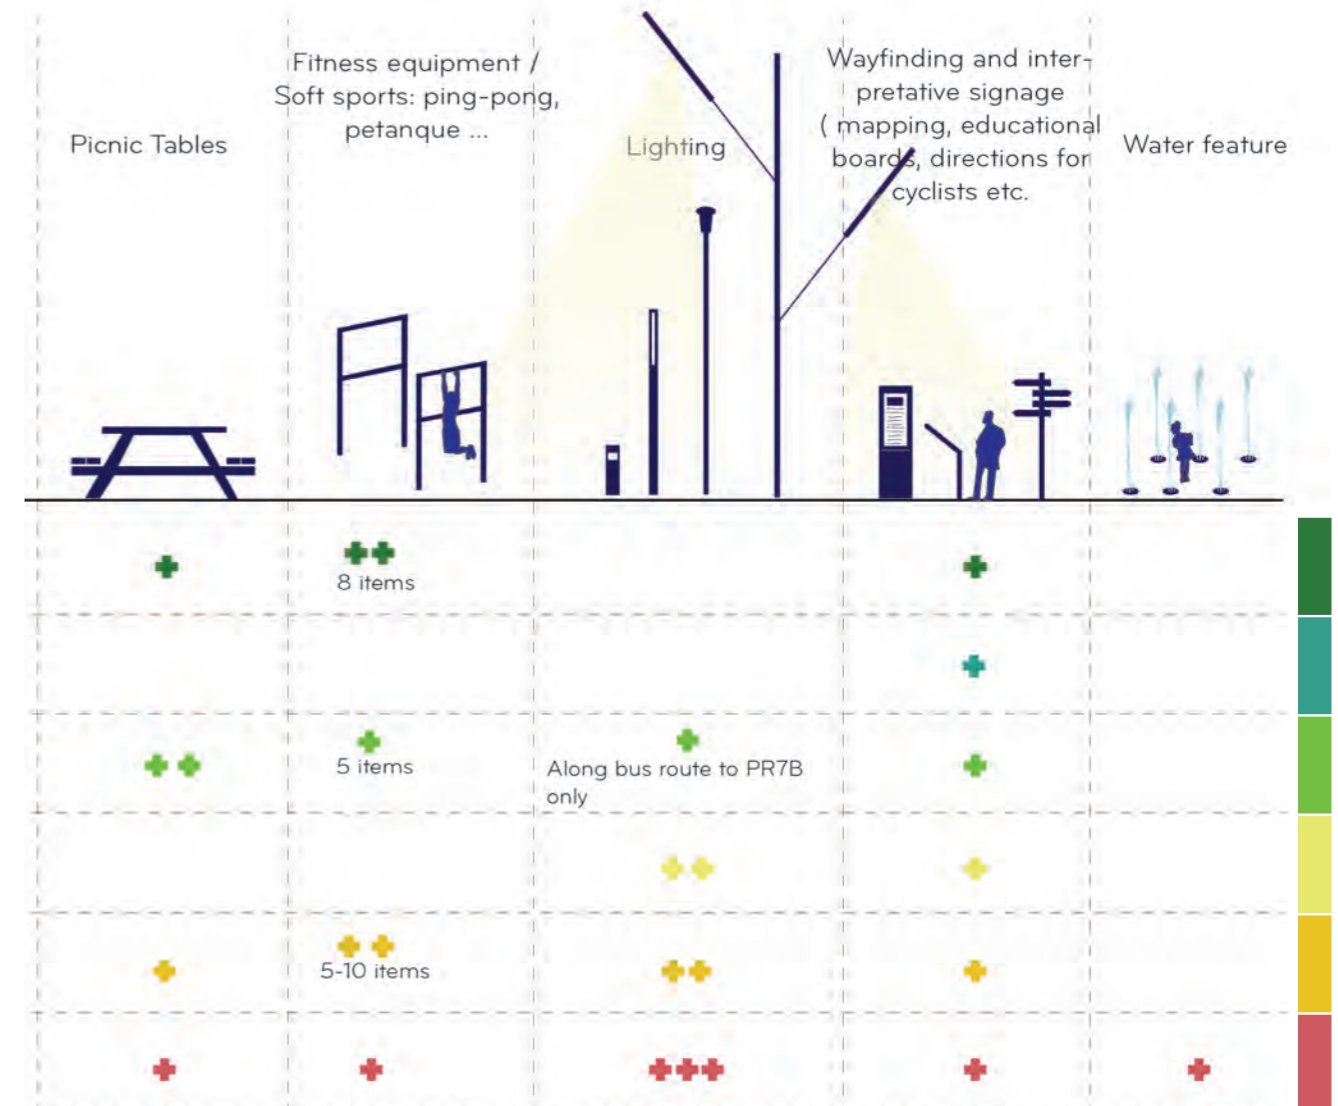 Picnic Tables
Fitness equipment /
Soft sports: ping-pong,
petanque ...
Lighting
Wayfinding and inter-
pretative signage
( mapping, educational
boards, directions for
cyclists etc.
Water feature
8 items
5 items
Along bus route to PR7B
only
5-10 items